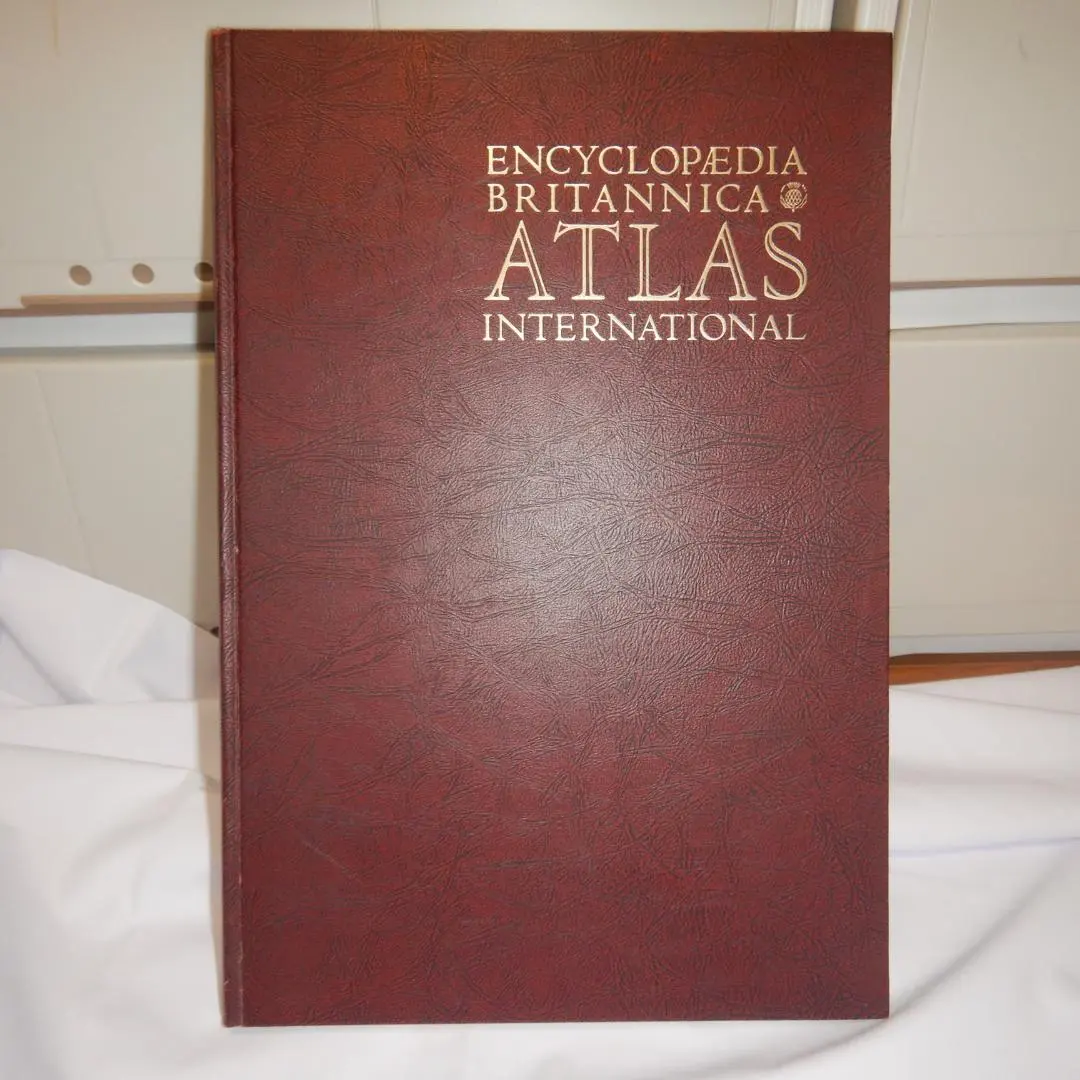 ENCYCLOPÆDIA
BRITANNICA
ATLAS
INTERNATIONAL